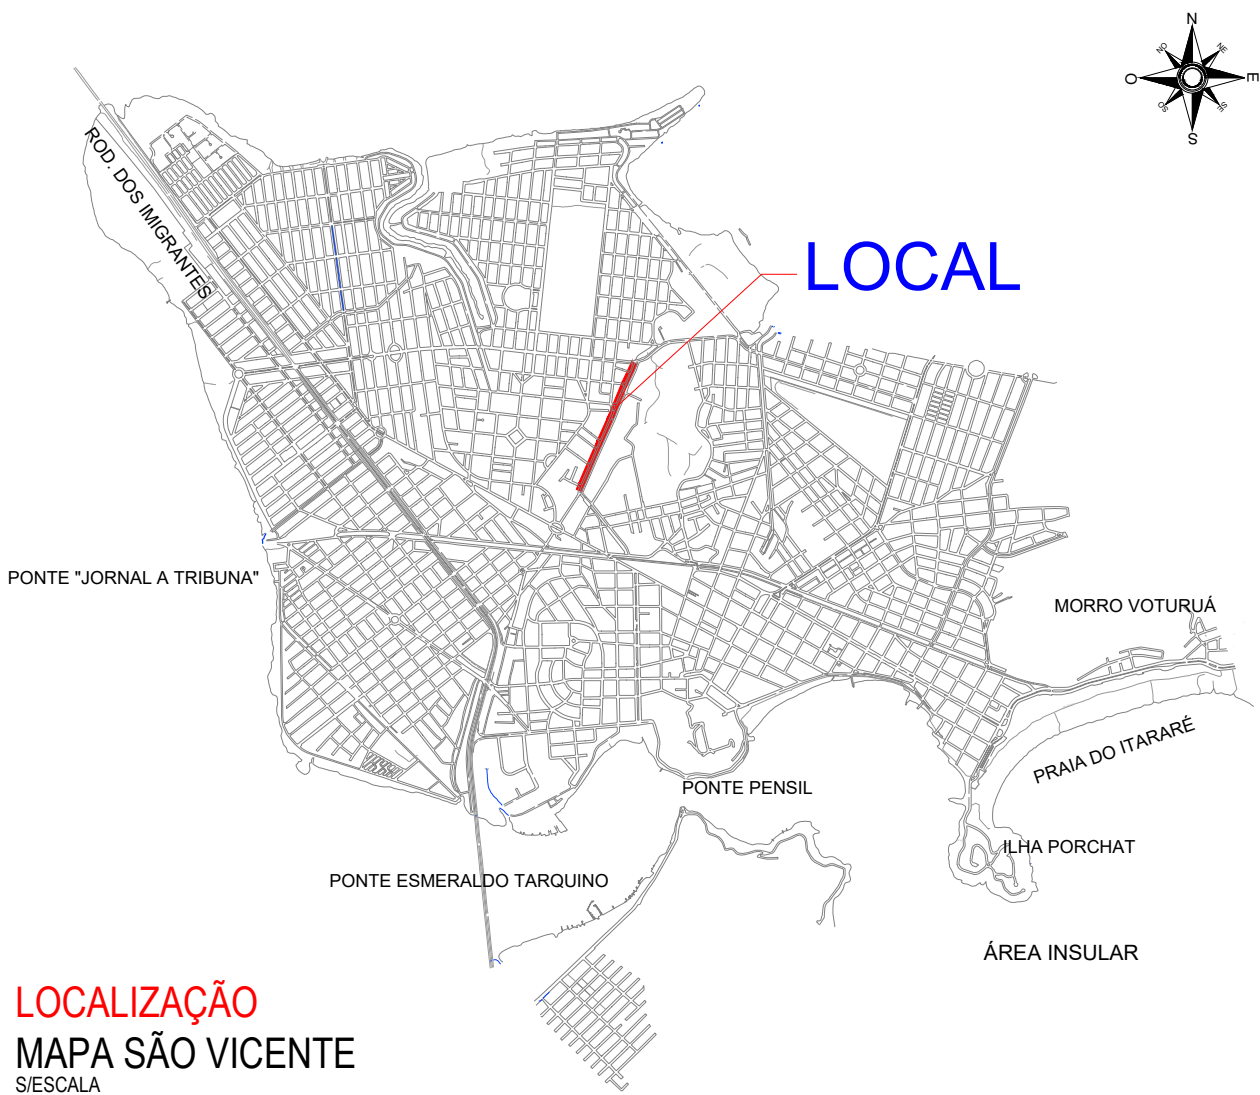 N
NO
NE
O
E
SO
SE
S
ROD. DOS IMIGRANTES
LOCAL
PONTE "JORNAL A TRIBUNA"
MORRO VOTURUÁ
PRAIA DO ITARARÉ
PONTE PENSIL
ILHA PORCHAT
PONTE ESMERALDO TARQUINO
ÁREA INSULAR
LOCALIZAÇÃO
MAPA SÃO VICENTE
S/ESCALA